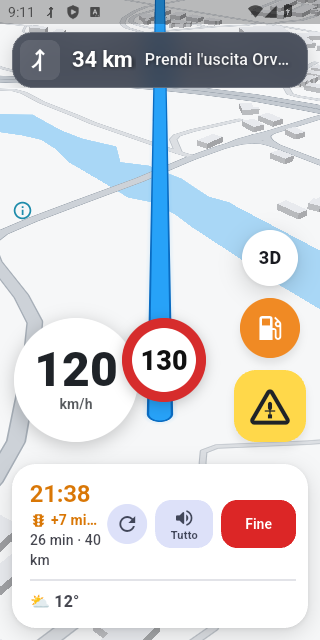 9:11
34 km Prendi l'uscita Orv...
3D
120
km/h
130
21:38
+7 mi...
26 min · 40
km
Tutto
Fine
12°